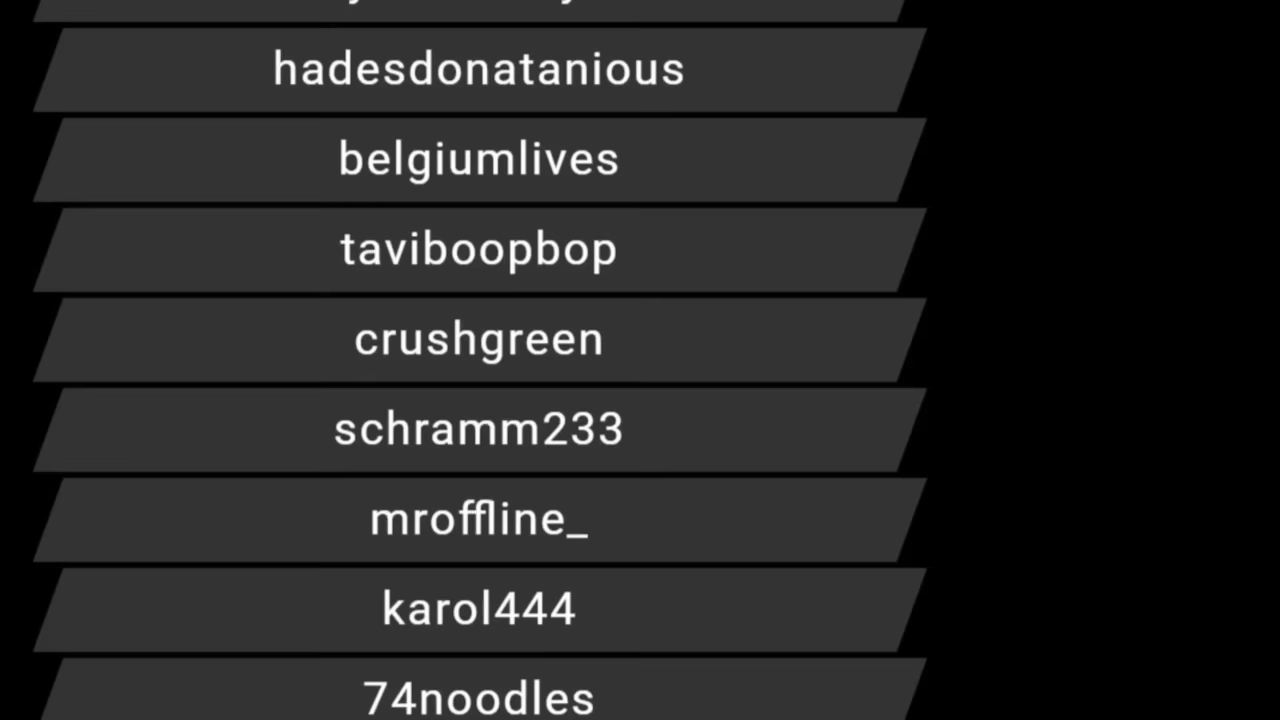 hadesdonatanious
belgiumlives
taviboopbop
crushgreen
schramm233
mroffline_
karol444
74noodles